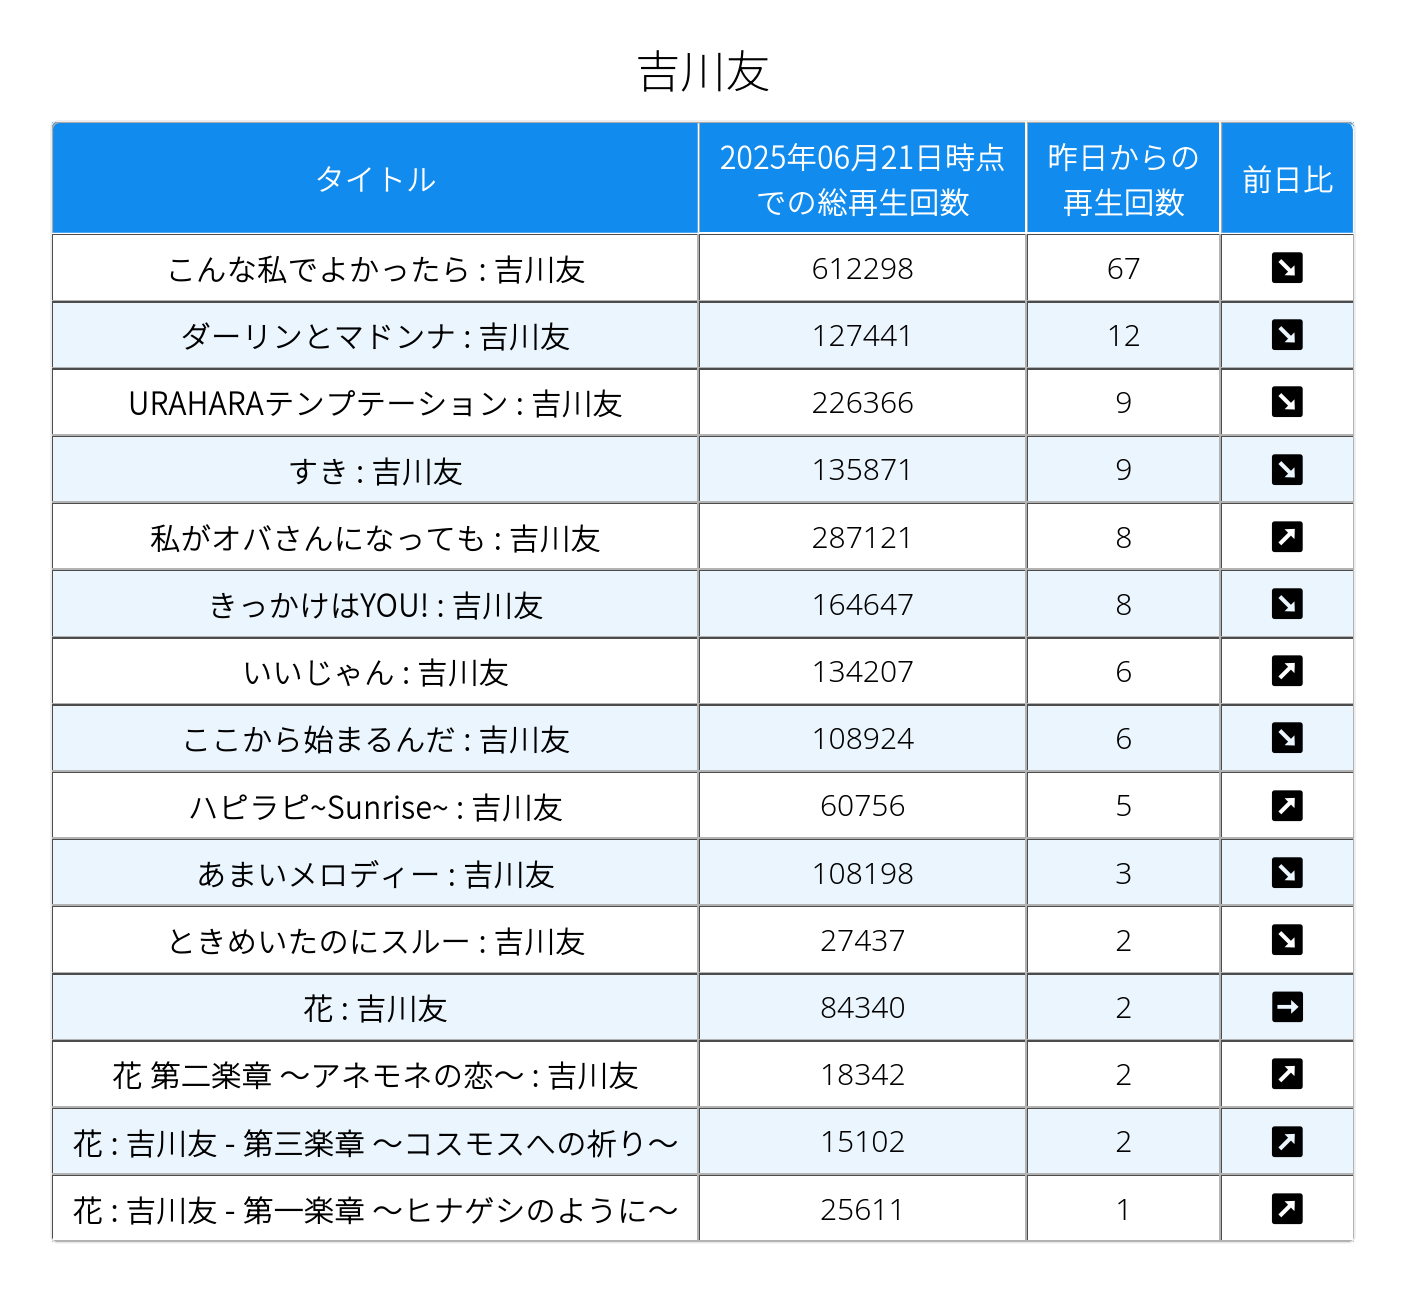 吉川友
タイトル
2025年06月21日時点
での総再生回数
昨日からの
再生回数
前日比
こんな私でよかったら : 吉川友 612298 67 ↘
ダーリンとマドンナ : 吉川友 127441 12 ↘
URAHARAテンプテーション : 吉川友 226366 9 ↘
すき : 吉川友 135871 9 ↘
私がオバさんになっても : 吉川友 287121 8 ↗
きっかけはYOU! : 吉川友 164647 8 ↘
いいじゃん : 吉川友 134207 6 ↗
ここから始まるんだ : 吉川友 108924 6 ↘
ハピラピ~Sunrise~ : 吉川友 60756 5 ↗
あまいメロディー : 吉川友 108198 3 ↘
ときめいたのにスルー : 吉川友 27437 2 ↘
花 : 吉川友 84340 2 →
花 第二楽章 ～アネモネの恋～ : 吉川友 18342 2 ↗
花 : 吉川友 - 第三楽章 ～コスモスへの祈り～ 15102 2 ↗
花 : 吉川友 - 第一楽章 ～ヒナゲシのように～ 25611 1 ↗